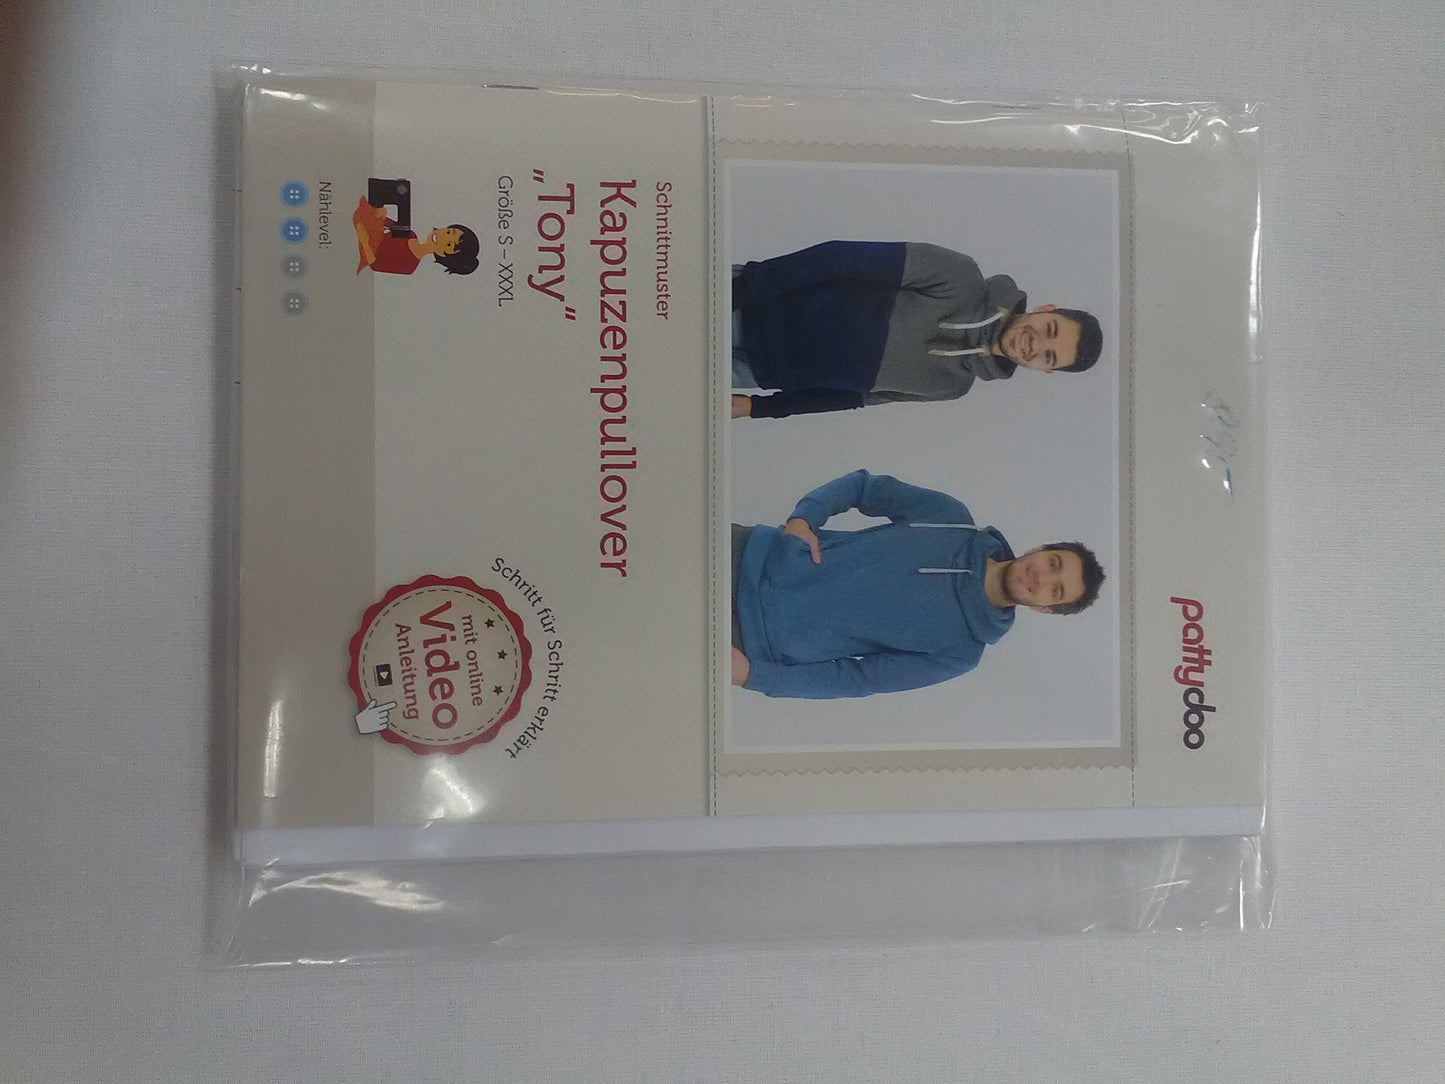 pattydoo
Schnittmuster
Kapuzenpullover
„Tony“
Größe S – XXXL
Nählevel:
Schritt für Schritt erklärt
mit online
Video
Anleitung